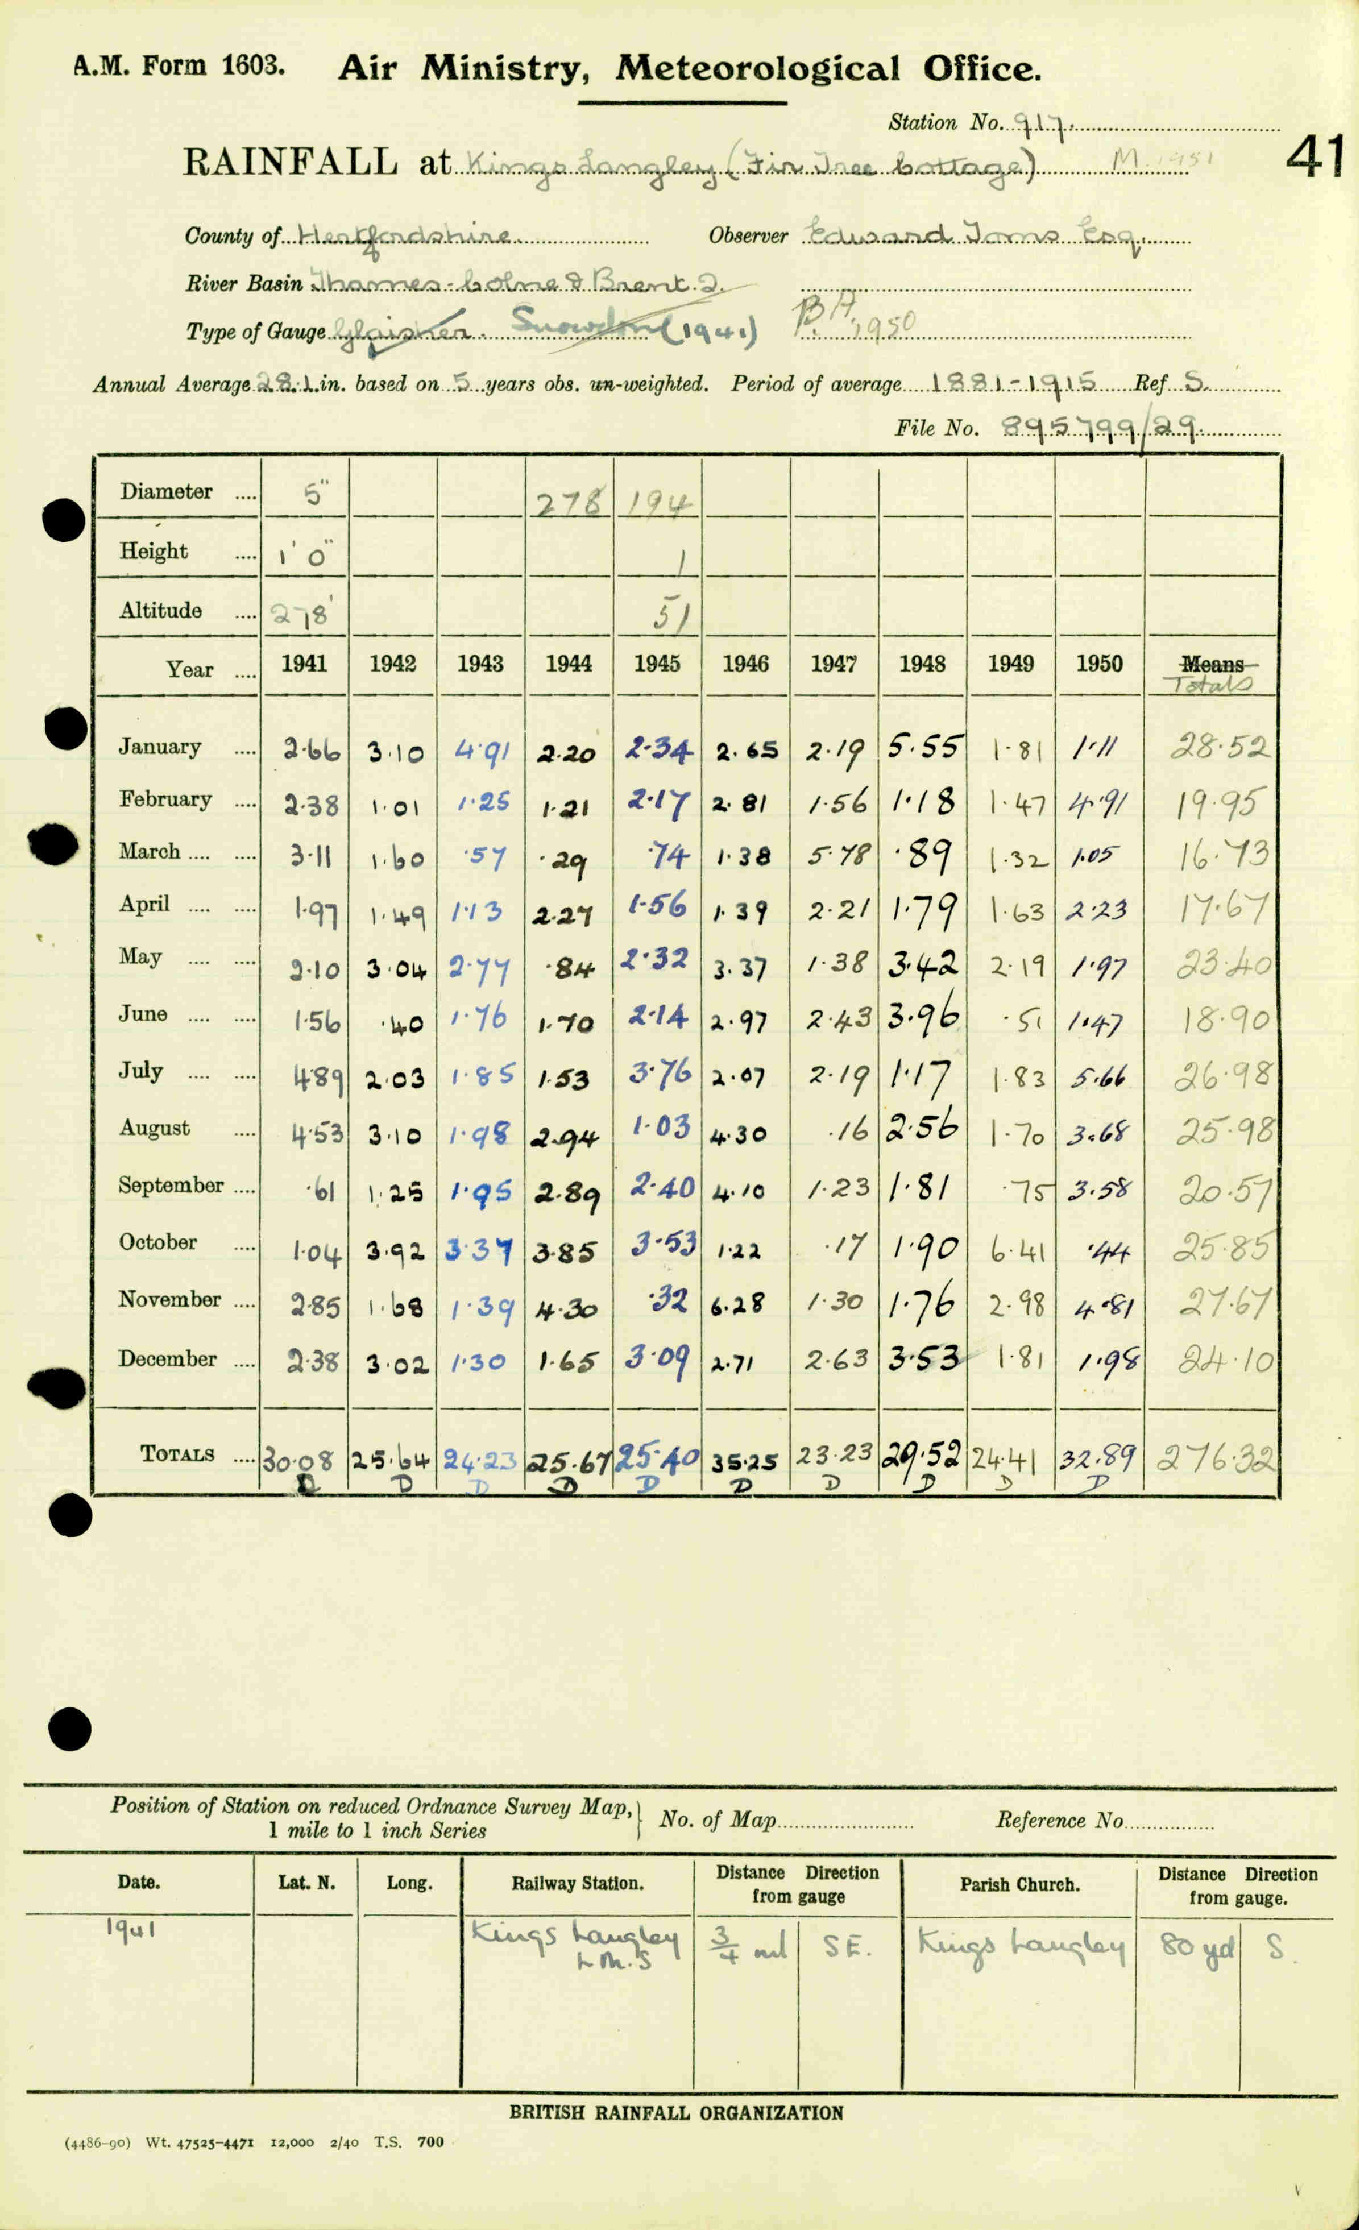 A.M. Form 1603. Air Ministry, Meteorological Office.
Station No. 917.
RAINFALL at Kings Langley (Fir Tree Cottage) M. 1951 41
County of Hertfordshire. Observer Edward Toms Esq.
River Basin Thames - Colne & Brent. 2.
Type of Gauge Glaisher. Snowdon (1941) 1950
Annual Average 28.1 in. based on 5 years obs. un-weighted. Period of average 1881-1915 Ref S.
File No. 895799/29.
Diameter .... 5" 278 194
Height .... 1' 0" 1
Altitude .... 278' 51
Year .... 1941 1942 1943 1944 1945 1946 1947 1948 1949 1950 Means
Totals
January .... 2.66 3.10 4.91 2.20 2.34 2.65 2.19 5.55 1.81 1.11 28.52
February .... 2.38 1.01 1.25 1.21 2.17 2.81 1.56 1.18 1.47 4.91 19.95
March .... .... 3.11 1.60 .57 .29 .74 1.38 5.78 .89 1.32 1.05 16.73
April .... .... 1.97 1.49 1.13 2.27 1.56 1.39 2.21 1.79 1.63 2.23 17.67
May .... .... 2.10 3.04 2.77 .84 2.32 3.37 1.38 3.42 2.19 1.97 23.40
June .... .... 1.56 .40 1.76 1.70 2.14 2.97 2.43 3.96 .51 1.47 18.90
July .... .... 4.89 2.03 1.85 1.53 3.76 2.07 2.19 1.17 1.83 5.66 26.98
August .... 4.53 3.10 1.98 2.94 1.03 4.30 .16 2.56 1.70 3.68 25.98
September .... .61 1.25 1.95 2.89 2.40 4.10 1.23 1.81 .75 3.58 20.57
October .... 1.04 3.92 3.37 3.85 3.53 1.22 .17 1.90 6.41 .44 25.85
November .... 2.85 1.68 1.39 4.30 .32 6.28 1.30 1.76 2.98 4.81 27.67
December .... 2.38 3.02 1.30 1.65 3.09 2.71 2.63 3.53 1.81 1.98 24.10
TOTALS .... 30.08 25.64 24.23 25.67 25.40 35.25 23.23 29.52 24.41 32.89 276.32
D D D D D D D D D D
Position of Station on reduced Ordnance Survey Map, 1 mile to 1 inch Series } No. of Map Reference No.
Date. Lat. N. Long. Railway Station. Distance Direction from gauge Parish Church. Distance Direction from gauge.
1941 Kings Langley L.M.S 3/4 ml SE. Kings Langley 80 yd S.
BRITISH RAINFALL ORGANIZATION
(4486-90) Wt. 47525-4471 12,000 2/40 T.S. 700